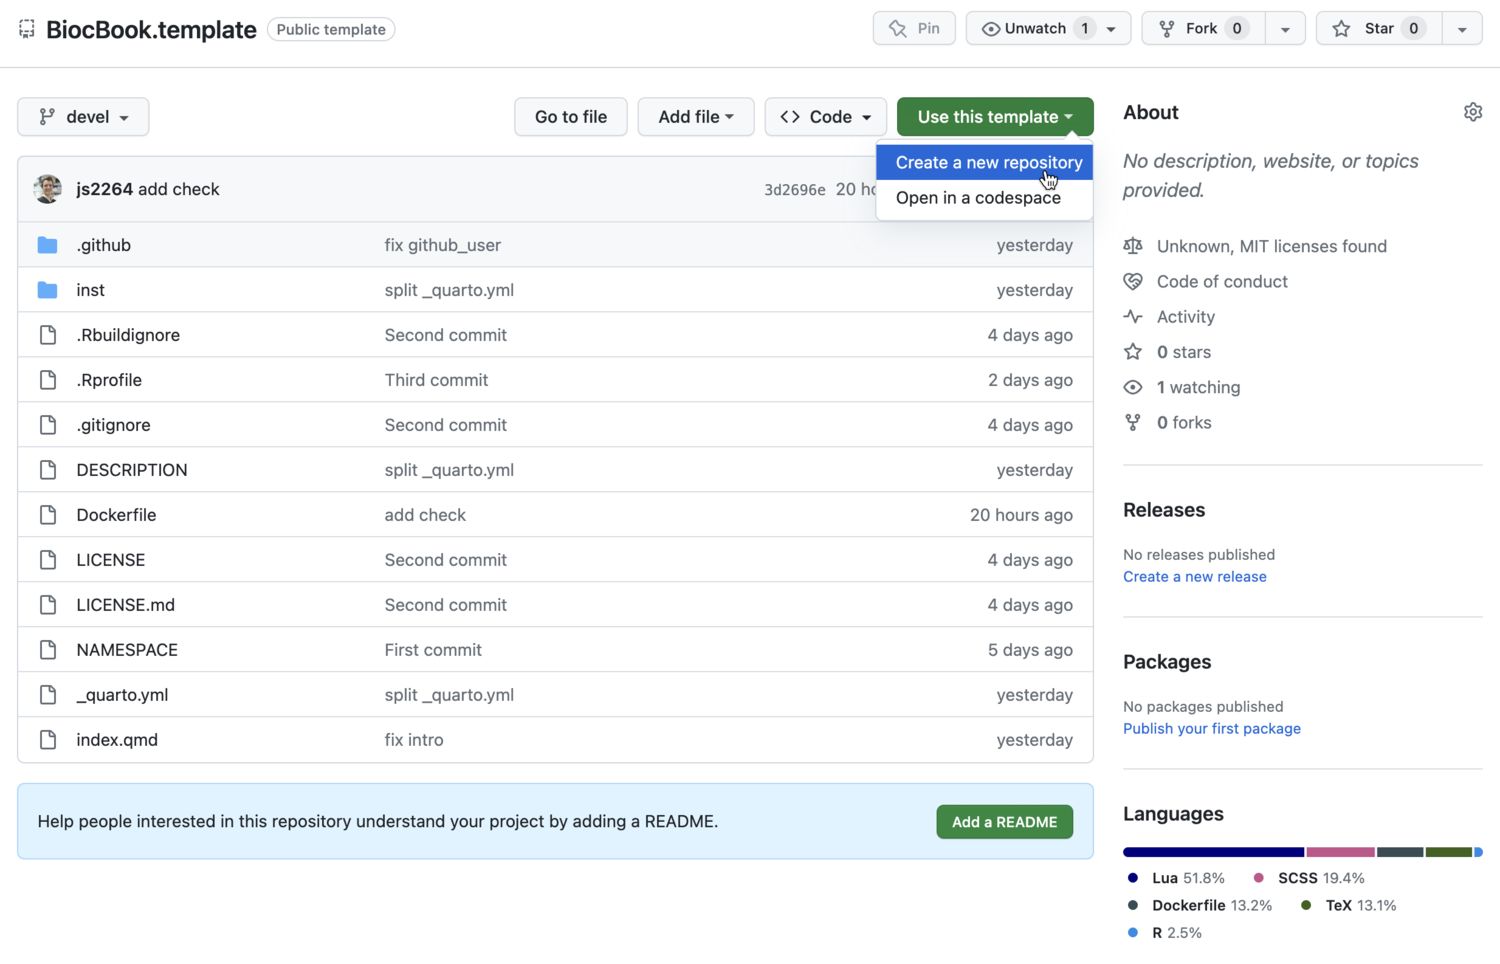 BiocBook.template Public template Pin Unwatch 1 Fork 0 Star 0
devel Go to file Add file <> Code Use this template
Create a new repository
Open in a codespace
js2264 add check 3d2696e 20 ho
.github fix github_user yesterday
inst split _quarto.yml yesterday
.Rbuildignore Second commit 4 days ago
.Rprofile Third commit 2 days ago
.gitignore Second commit 4 days ago
DESCRIPTION split _quarto.yml yesterday
Dockerfile add check 20 hours ago
LICENSE Second commit 4 days ago
LICENSE.md Second commit 4 days ago
NAMESPACE First commit 5 days ago
_quarto.yml split _quarto.yml yesterday
index.qmd fix intro yesterday
Help people interested in this repository understand your project by adding a README. Add a README
About
No description, website, or topics
provided.
Unknown, MIT licenses found
Code of conduct
Activity
0 stars
1 watching
0 forks
Releases
No releases published
Create a new release
Packages
No packages published
Publish your first package
Languages
Lua 51.8% SCSS 19.4%
Dockerfile 13.2% TeX 13.1%
R 2.5%